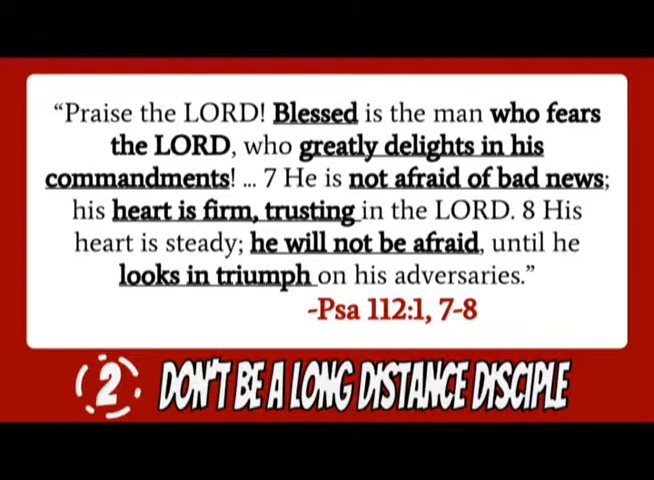 “Praise the LORD! Blessed is the man who fears
the LORD, who greatly delights in his
commandments! ... 7 He is not afraid of bad news;
his heart is firm, trusting in the LORD. 8 His
heart is steady; he will not be afraid, until he
looks in triumph on his adversaries.”
-Psa 112:1, 7-8
2 DON'T BE A LONG DISTANCE DISCIPLE